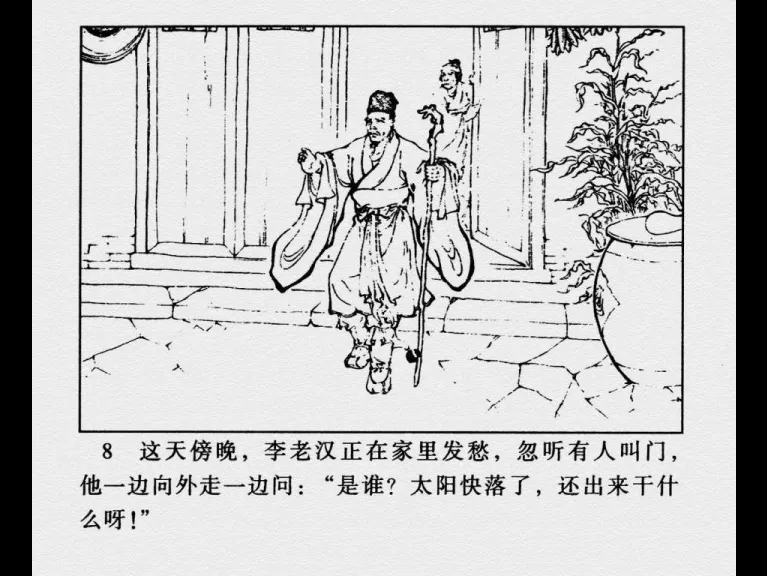 8 这天傍晚，李老汉正在家里发愁，忽听有人叫门，
他一边向外走一边问：“是谁？太阳快落了，还出来干什
么呀！”